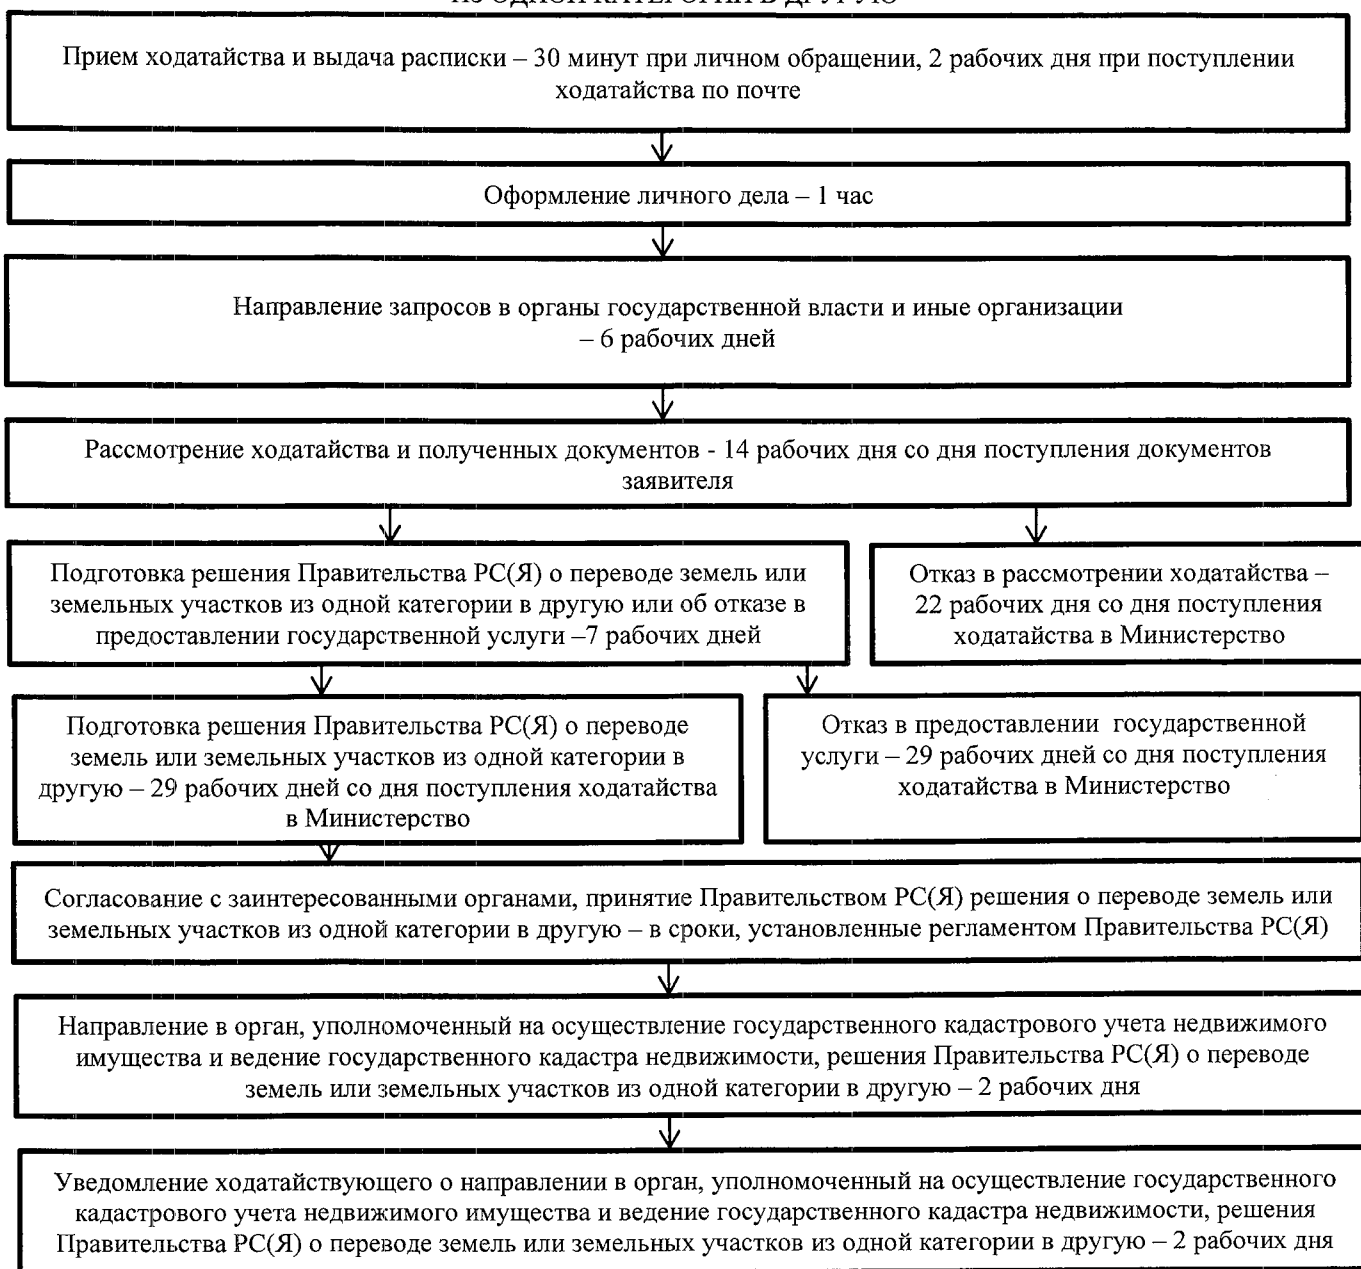 ИЗ ОДНОЙ КАТЕГОРИИ В ДРУГУЮ
Прием ходатайства и выдача расписки – 30 минут при личном обращении, 2 рабочих дня при поступлении
ходатайства по почте
Оформление личного дела – 1 час
Направление запросов в органы государственной власти и иные организации
– 6 рабочих дней
Рассмотрение ходатайства и полученных документов - 14 рабочих дня со дня поступления документов
заявителя
Подготовка решения Правительства РС(Я) о переводе земель или
земельных участков из одной категории в другую или об отказе в
предоставлении государственной услуги –7 рабочих дней
Отказ в рассмотрении ходатайства –
22 рабочих дня со дня поступления
ходатайства в Министерство
Подготовка решения Правительства РС(Я) о переводе
земель или земельных участков из одной категории в
другую – 29 рабочих дней со дня поступления ходатайства
в Министерство
Отказ в предоставлении государственной
услуги – 29 рабочих дней со дня поступления
ходатайства в Министерство
Согласование с заинтересованными органами, принятие Правительством РС(Я) решения о переводе земель или
земельных участков из одной категории в другую – в сроки, установленные регламентом Правительства РС(Я)
Направление в орган, уполномоченный на осуществление государственного кадастрового учета недвижимого
имущества и ведение государственного кадастра недвижимости, решения Правительства РС(Я) о переводе
земель или земельных участков из одной категории в другую – 2 рабочих дня
Уведомление ходатайствующего о направлении в орган, уполномоченный на осуществление государственного
кадастрового учета недвижимого имущества и ведение государственного кадастра недвижимости, решения
Правительства РС(Я) о переводе земель или земельных участков из одной категории в другую – 2 рабочих дня